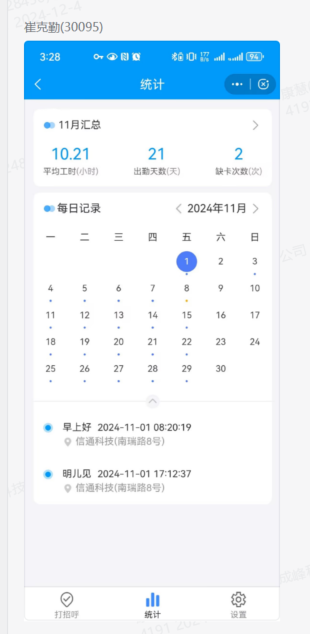 崔克勤(30095)
3:28
177 B/s
94
统计
11月汇总
10.21 21 2
平均工时(小时) 出勤天数(天) 缺卡次数(次)
每日记录 2024年11月
一 二 三 四 五 六 日
1 2 3
4 5 6 7 8 9 10
11 12 13 14 15 16 17
18 19 20 21 22 23 24
25 26 27 28 29 30
早上好 2024-11-01 08:20:19
信通科技(南瑞路8号)
明儿见 2024-11-01 17:12:37
信通科技(南瑞路8号)
打招呼 统计 设置